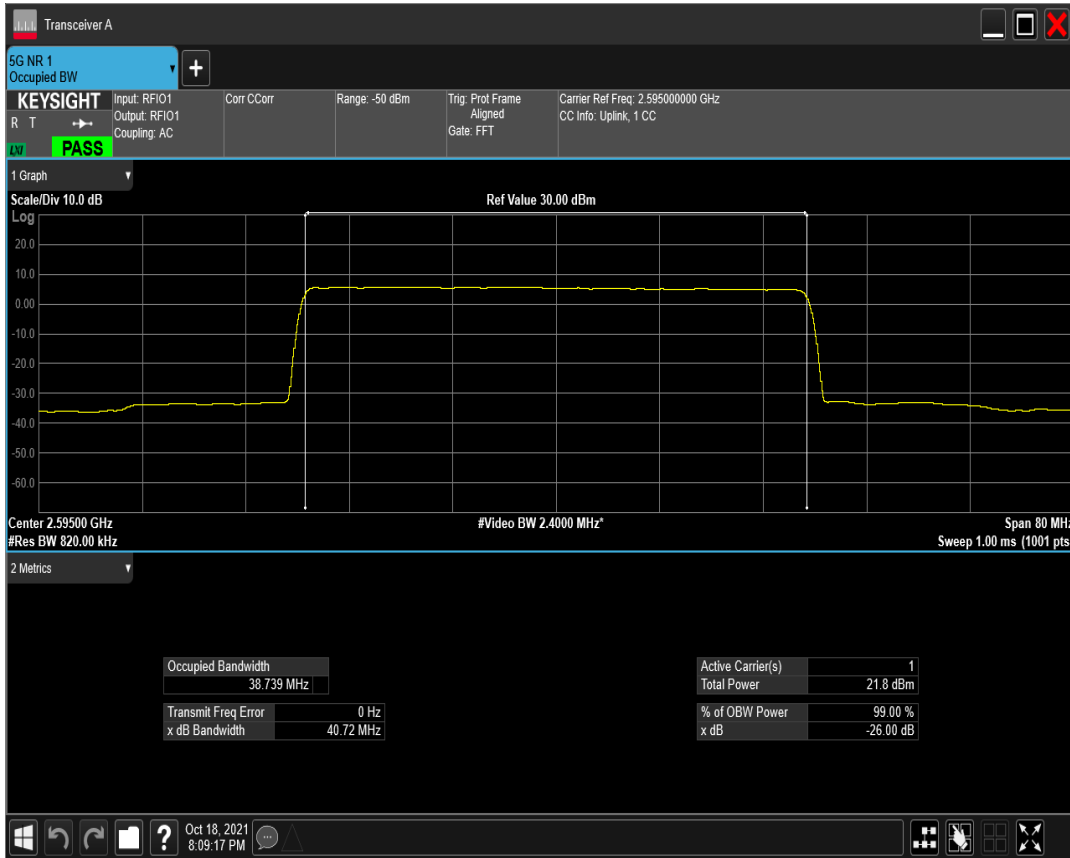 Transceiver A
5G NR 1
Occupied BW
KEYSIGHT
R T
LXI
PASS
Input: RFIO1
Output: RFIO1
Coupling: AC
Corr CCorr
Range: -50 dBm
Trig: Prot Frame
Aligned
Gate: FFT
Carrier Ref Freq: 2.595000000 GHz
CC Info: Uplink, 1 CC
1 Graph
Scale/Div 10.0 dB
Ref Value 30.00 dBm
Log
20.0
10.0
0.00
-10.0
-20.0
-30.0
-40.0
-50.0
-60.0
Center 2.59500 GHz
#Video BW 2.4000 MHz*
Span 80 MHz
#Res BW 820.00 kHz
Sweep 1.00 ms (1001 pts
2 Metrics
Occupied Bandwidth
38.739 MHz
Transmit Freq Error 0 Hz
x dB Bandwidth 40.72 MHz
Active Carrier(s) 1
Total Power 21.8 dBm
% of OBW Power 99.00 %
x dB -26.00 dB
?
Oct 18, 2021
8:09:17 PM